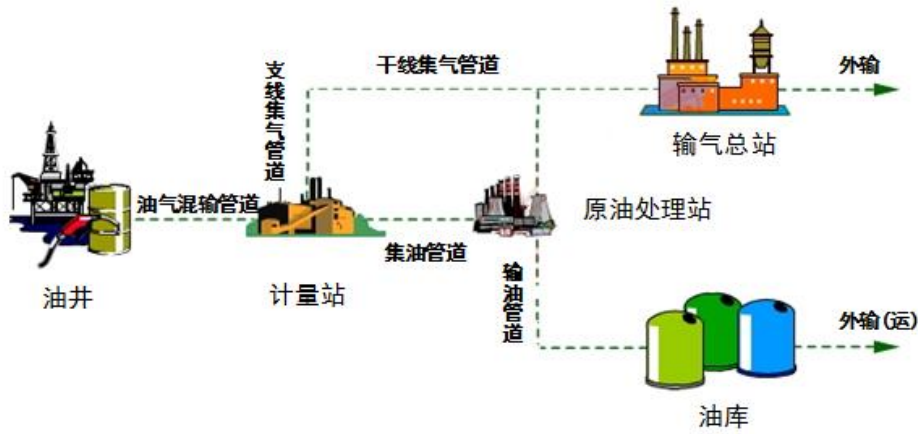 干线集气管道
外输
支线集气管道
输气总站
油气混输管道
原油处理站
集油管道
油井
计量站
输油管道
外输(运)
油库